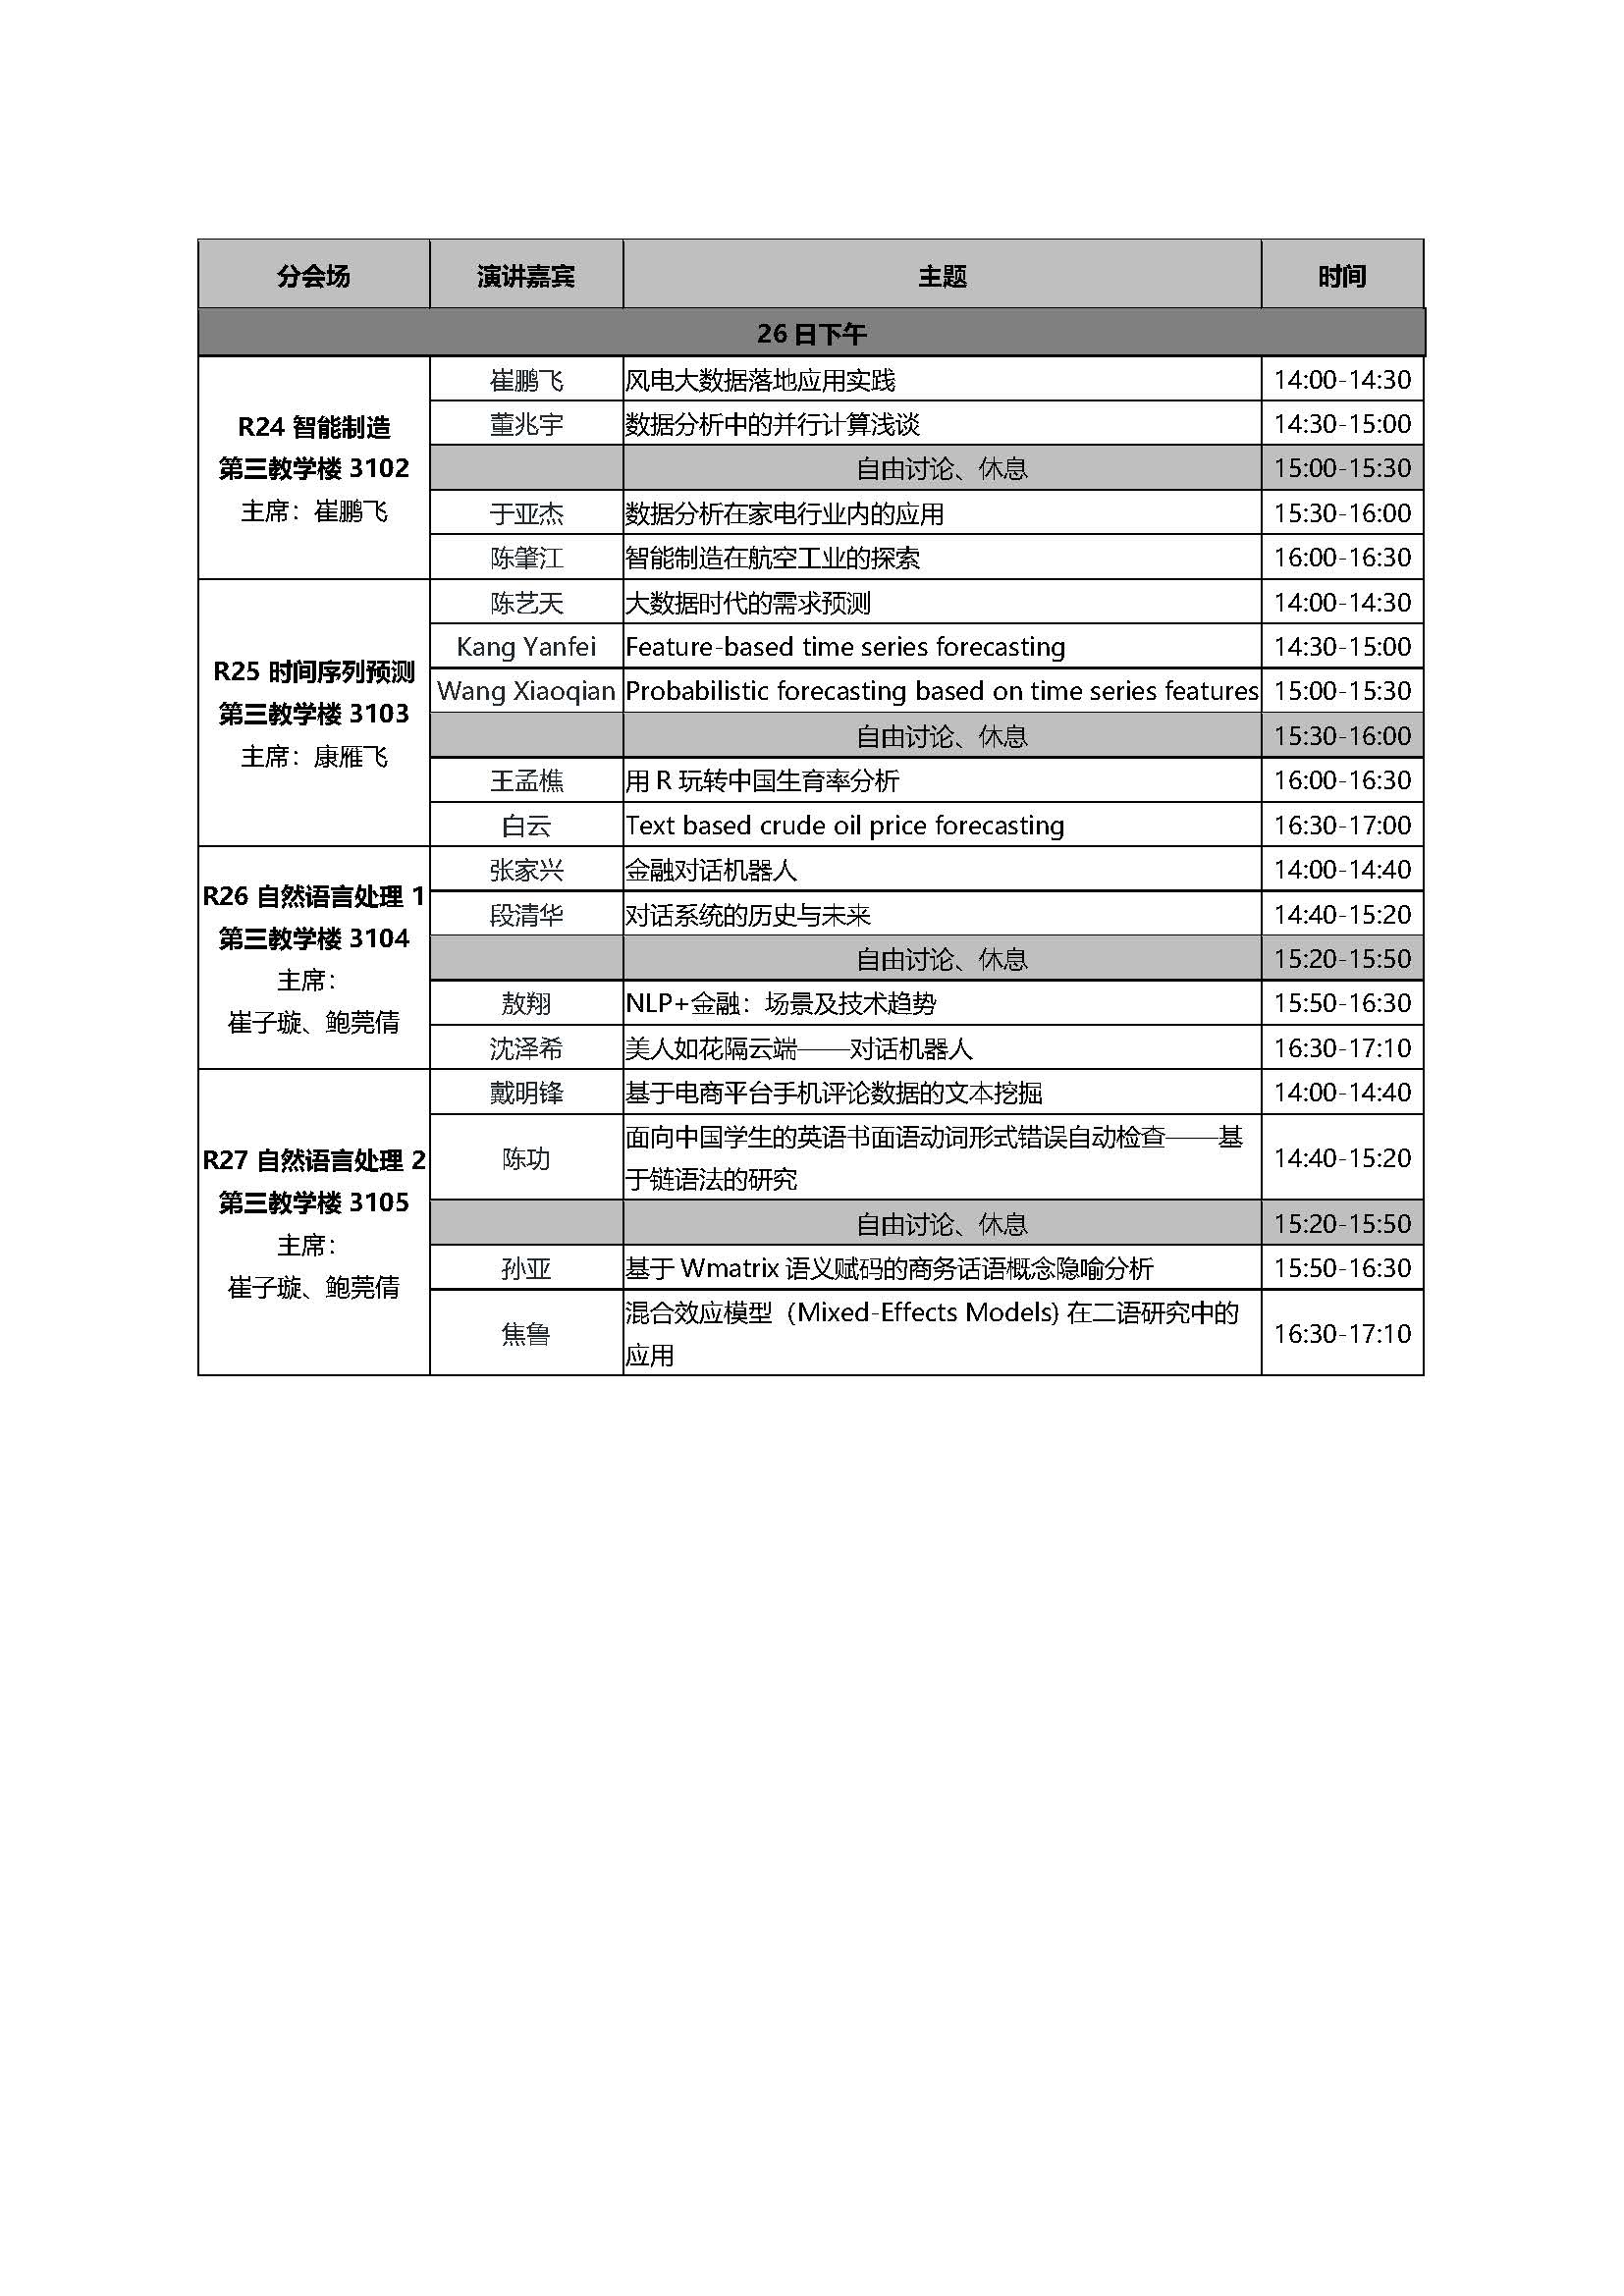 分会场 演讲嘉宾 主题 时间
26 日下午
R24 智能制造
第三教学楼 3102
主席：崔鹏飞
崔鹏飞 风电大数据落地应用实践 14:00-14:30
董兆宇 数据分析中的并行计算浅谈 14:30-15:00
自由讨论、休息 15:00-15:30
于亚杰 数据分析在家电行业内的应用 15:30-16:00
陈肇江 智能制造在航空工业的探索 16:00-16:30
R25 时间序列预测
第三教学楼 3103
主席：康雁飞
陈艺天 大数据时代的需求预测 14:00-14:30
Kang Yanfei Feature-based time series forecasting 14:30-15:00
Wang Xiaoqian Probabilistic forecasting based on time series features 15:00-15:30
自由讨论、休息 15:30-16:00
王孟樵 用 R 玩转中国生育率分析 16:00-16:30
白云 Text based crude oil price forecasting 16:30-17:00
R26 自然语言处理 1
第三教学楼 3104
主席：
崔子璇、鲍莞倩
张家兴 金融对话机器人 14:00-14:40
段清华 对话系统的历史与未来 14:40-15:20
自由讨论、休息 15:20-15:50
敖翔 NLP+金融：场景及技术趋势 15:50-16:30
沈泽希 美人如花隔云端——对话机器人 16:30-17:10
R27 自然语言处理 2
第三教学楼 3105
主席：
崔子璇、鲍莞倩
戴明锋 基于电商平台手机评论数据的文本挖掘 14:00-14:40
陈功 面向中国学生的英语书面语动词形式错误自动检查——基
于链语法的研究 14:40-15:20
自由讨论、休息 15:20-15:50
孙亚 基于 Wmatrix 语义赋码的商务话语概念隐喻分析 15:50-16:30
焦鲁 混合效应模型（Mixed-Effects Models) 在二语研究中的
应用 16:30-17:10